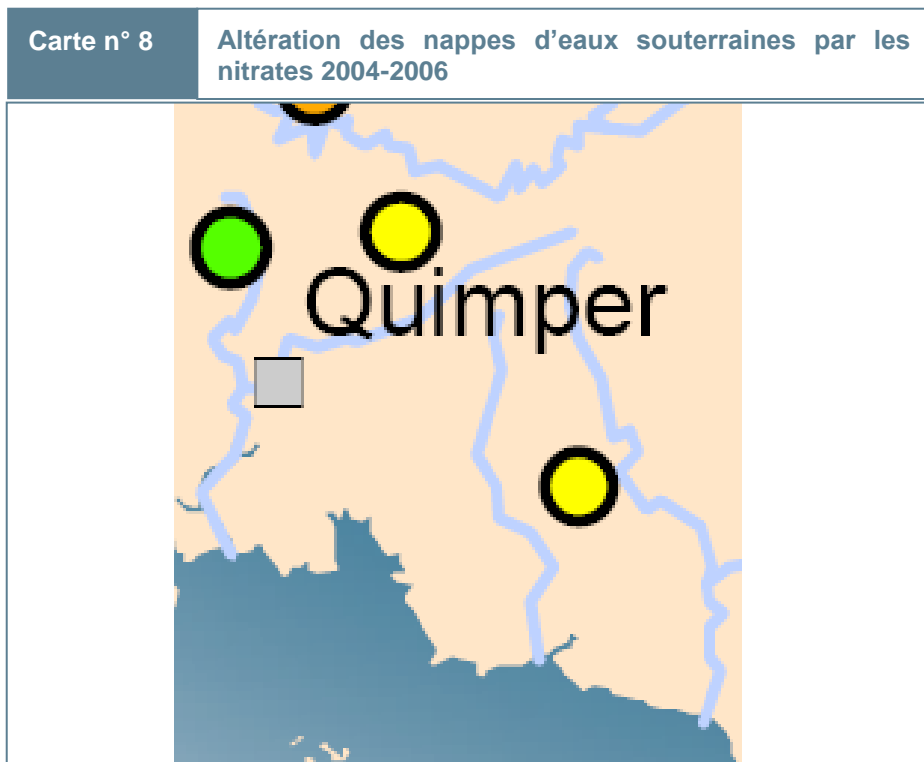 Carte n° 8
Altération des nappes d’eaux souterraines par les
nitrates 2004-2006
Quimper